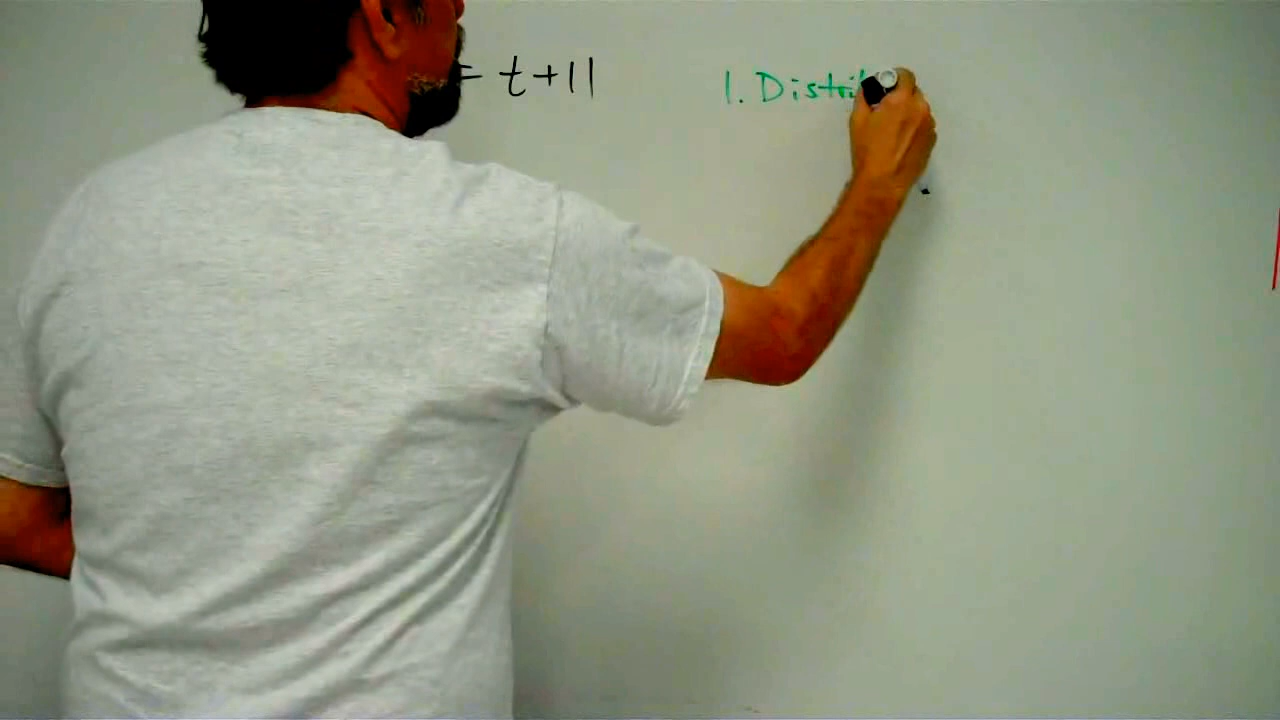 = t+11
1. Distri